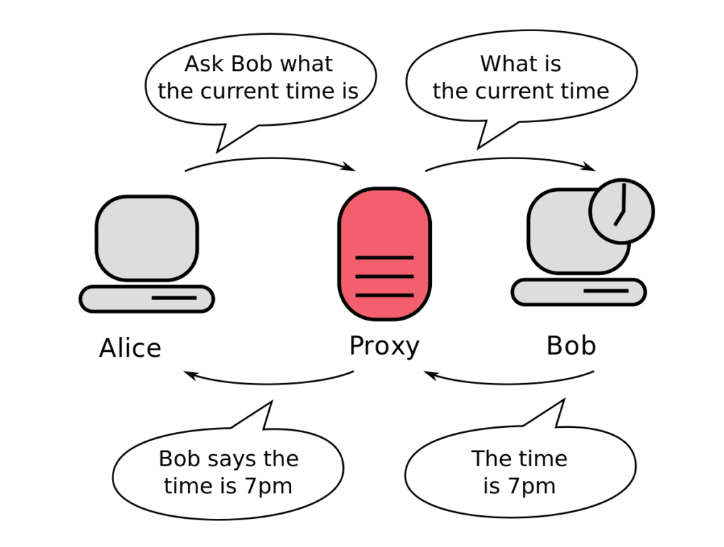 Ask Bob what
the current time is
What is
the current time
Alice
Proxy
Bob
Bob says the
time is 7pm
The time
is 7pm